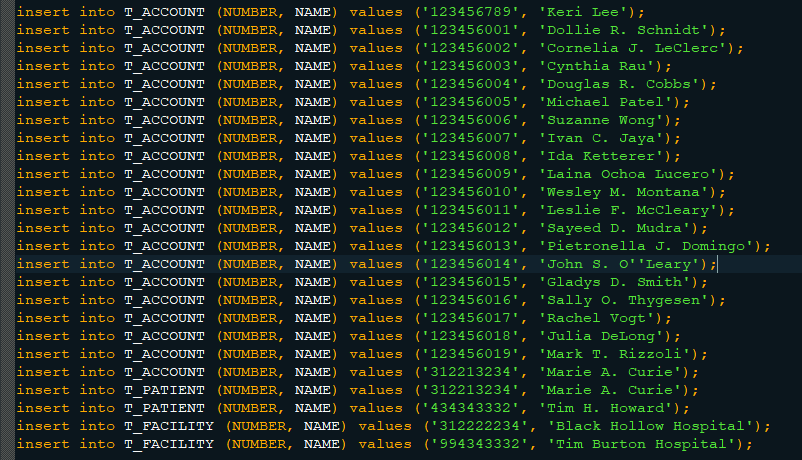 insert into T_ACCOUNT (NUMBER, NAME) values ('123456789', 'Keri Lee');
insert into T_ACCOUNT (NUMBER, NAME) values ('123456001', 'Dollie R. Schnidt');
insert into T_ACCOUNT (NUMBER, NAME) values ('123456002', 'Cornelia J. LeClerc');
insert into T_ACCOUNT (NUMBER, NAME) values ('123456003', 'Cynthia Rau');
insert into T_ACCOUNT (NUMBER, NAME) values ('123456004', 'Douglas R. Cobbs');
insert into T_ACCOUNT (NUMBER, NAME) values ('123456005', 'Michael Patel');
insert into T_ACCOUNT (NUMBER, NAME) values ('123456006', 'Suzanne Wong');
insert into T_ACCOUNT (NUMBER, NAME) values ('123456007', 'Ivan C. Jaya');
insert into T_ACCOUNT (NUMBER, NAME) values ('123456008', 'Ida Ketterer');
insert into T_ACCOUNT (NUMBER, NAME) values ('123456009', 'Laina Ochoa Lucero');
insert into T_ACCOUNT (NUMBER, NAME) values ('123456010', 'Wesley M. Montana');
insert into T_ACCOUNT (NUMBER, NAME) values ('123456011', 'Leslie F. McCleary');
insert into T_ACCOUNT (NUMBER, NAME) values ('123456012', 'Sayeed D. Mudra');
insert into T_ACCOUNT (NUMBER, NAME) values ('123456013', 'Pietronella J. Domingo');
insert into T_ACCOUNT (NUMBER, NAME) values ('123456014', 'John S. O''Leary');
insert into T_ACCOUNT (NUMBER, NAME) values ('123456015', 'Gladys D. Smith');
insert into T_ACCOUNT (NUMBER, NAME) values ('123456016', 'Sally O. Thygesen');
insert into T_ACCOUNT (NUMBER, NAME) values ('123456017', 'Rachel Vogt');
insert into T_ACCOUNT (NUMBER, NAME) values ('123456018', 'Julia DeLong');
insert into T_ACCOUNT (NUMBER, NAME) values ('123456019', 'Mark T. Rizzoli');
insert into T_ACCOUNT (NUMBER, NAME) values ('312213234', 'Marie A. Curie');
insert into T_PATIENT (NUMBER, NAME) values ('312213234', 'Marie A. Curie');
insert into T_PATIENT (NUMBER, NAME) values ('434343332', 'Tim H. Howard');
insert into T_FACILITY (NUMBER, NAME) values ('312222234', 'Black Hollow Hospital');
insert into T_FACILITY (NUMBER, NAME) values ('994343332', 'Tim Burton Hospital');